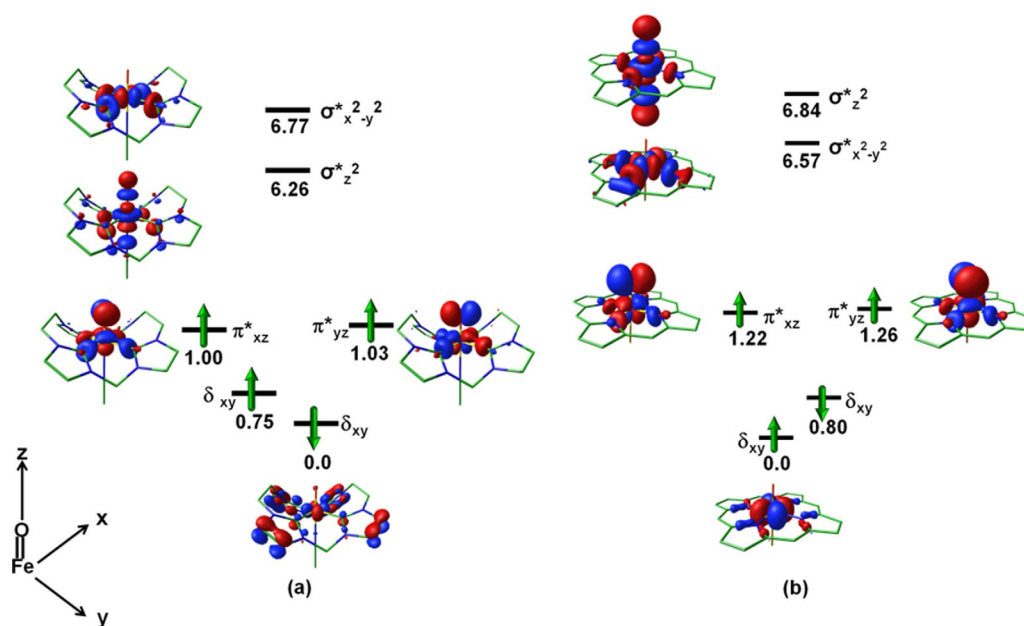 σ*x²-y²
6.77
σ*z²
6.26
π*xz
1.00
π*yz
1.03
δxy
0.75
δxy
0.0
(a)
σ*z²
6.84
σ*x²-y²
6.57
π*xz
1.22
π*yz
1.26
δxy
0.80
δxy
0.0
(b)
z
O
Fe
x
y